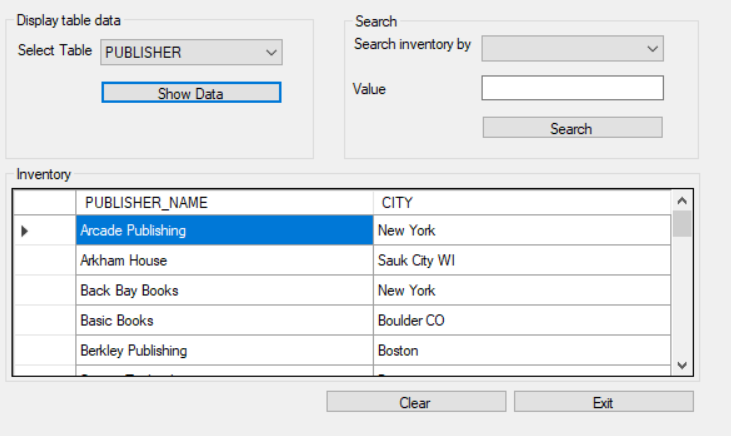 Display table data
Select Table PUBLISHER
Show Data
Search
Search inventory by
Value
Search
Inventory
PUBLISHER_NAME CITY
Arcade Publishing New York
Arkham House Sauk City WI
Back Bay Books New York
Basic Books Boulder CO
Berkley Publishing Boston
Clear Exit